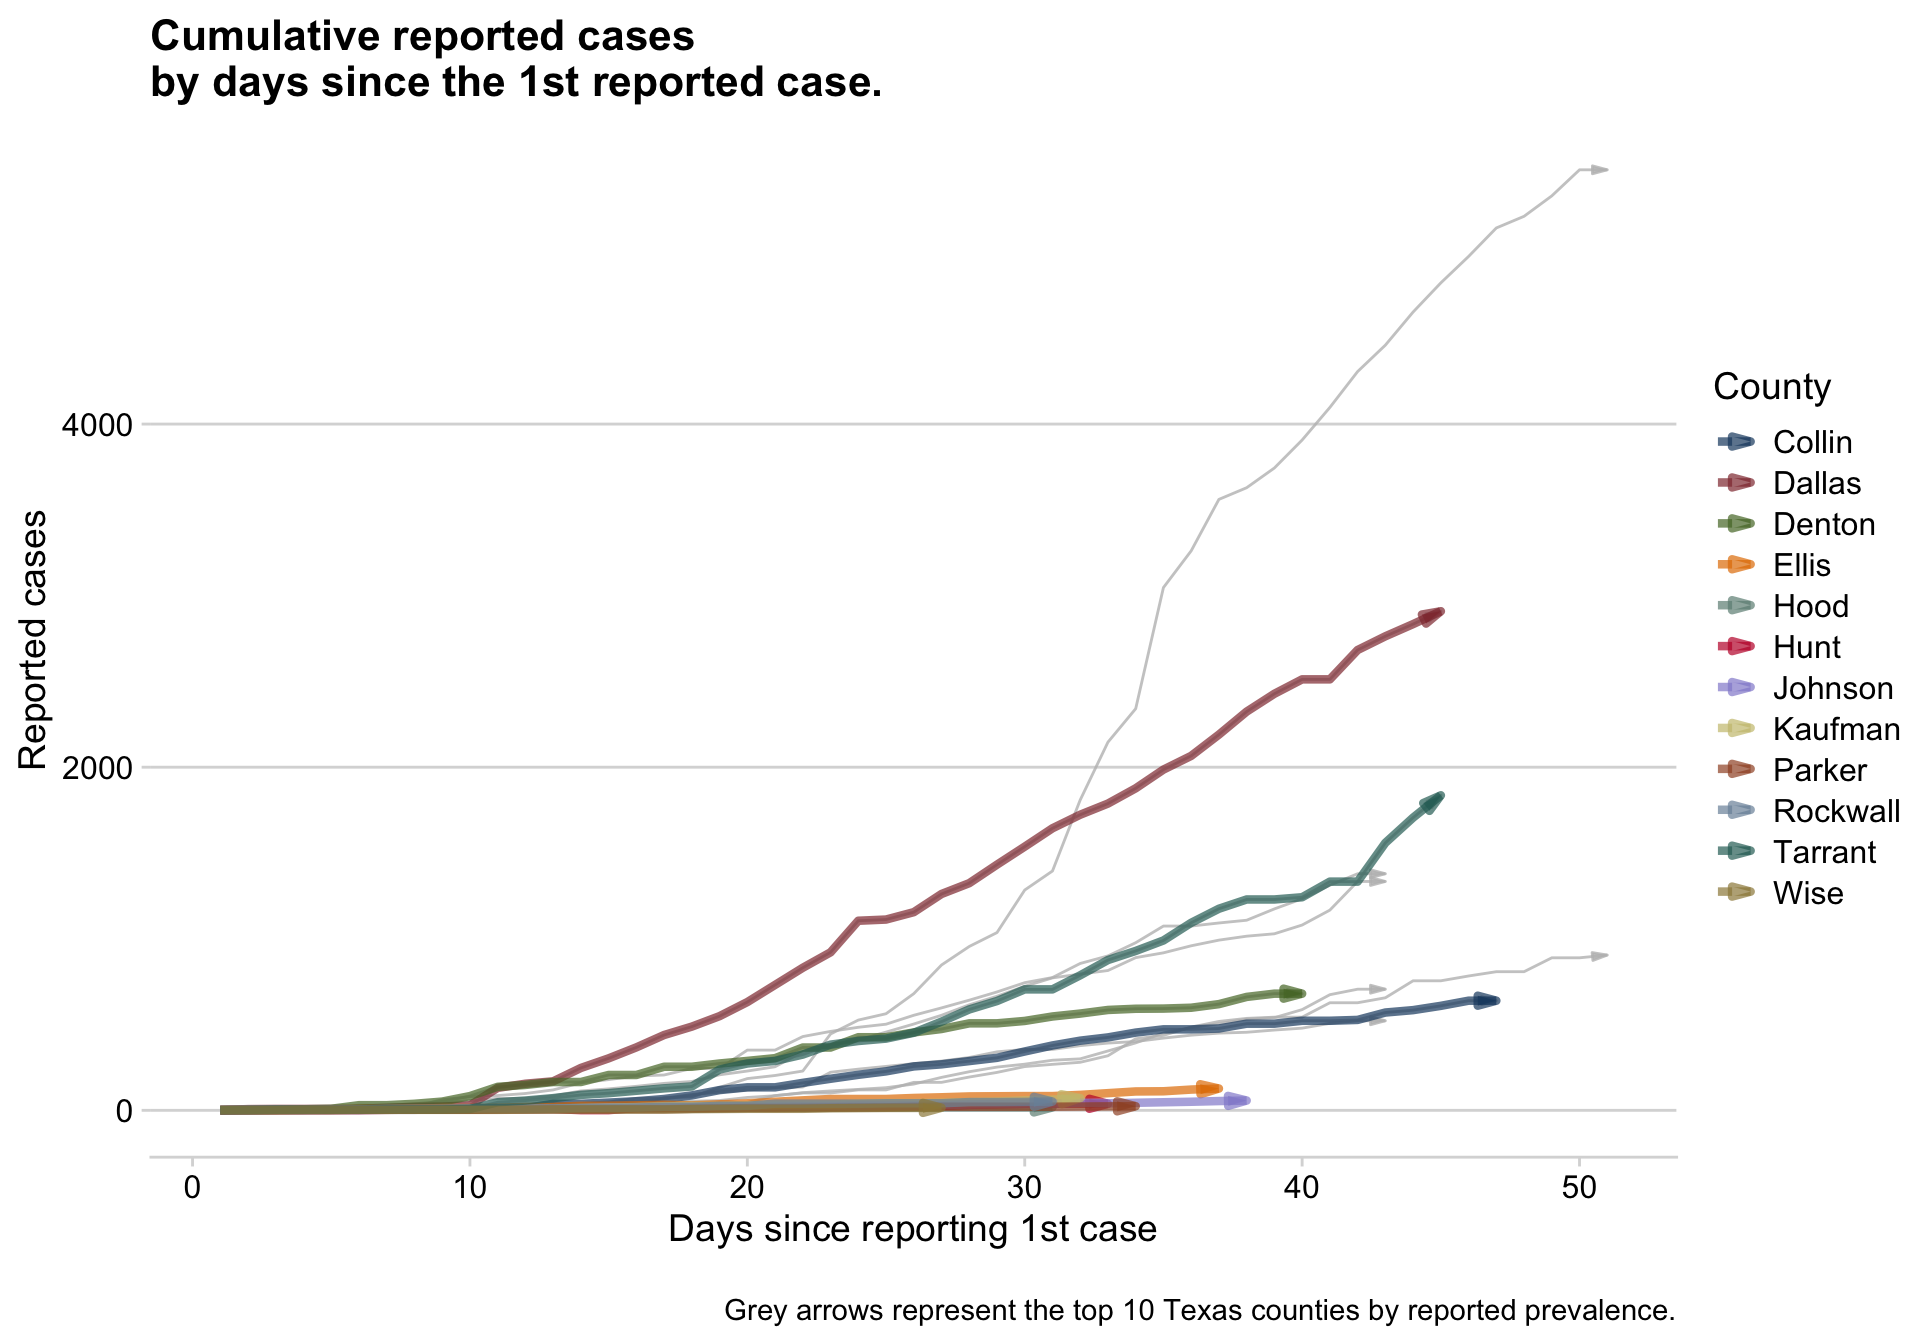 Cumulative reported cases
by days since the 1st reported case.
Reported cases
4000
2000
0
0
10
20
30
40
50
Days since reporting 1st case
County
Collin
Dallas
Denton
Ellis
Hood
Hunt
Johnson
Kaufman
Parker
Rockwall
Tarrant
Wise
Grey arrows represent the top 10 Texas counties by reported prevalence.